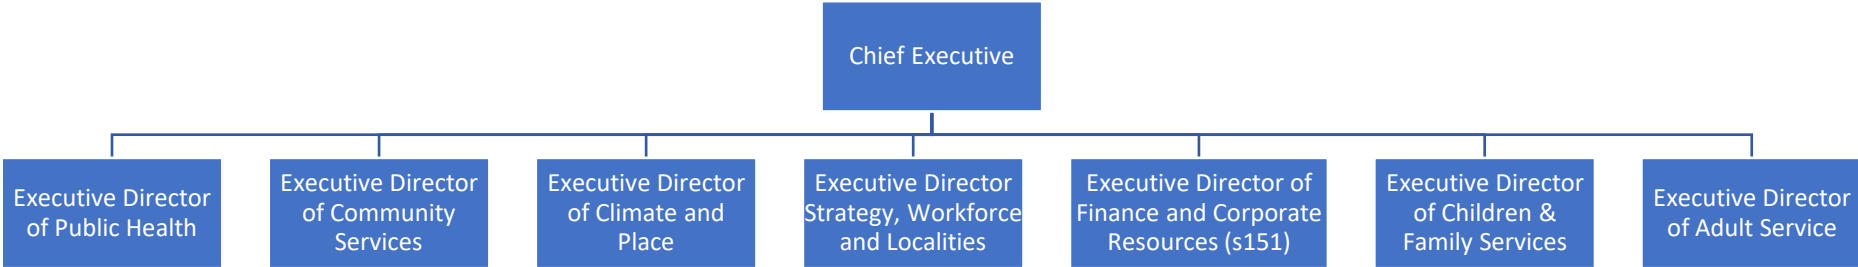 Chief Executive
Executive Director
of Public Health
Executive Director
of Community
Services
Executive Director
of Climate and
Place
Executive Director
Strategy, Workforce
and Localities
Executive Director of
Finance and Corporate
Resources (s151)
Executive Director
of Children &
Family Services
Executive Director
of Adult Service